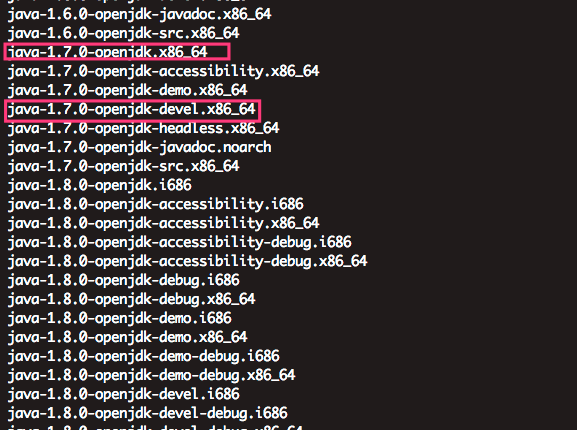 java-1.6.0-openjdk-javadoc.x86_64
java-1.6.0-openjdk-src.x86_64
java-1.7.0-openjdk.x86_64
java-1.7.0-openjdk-accessibility.x86_64
java-1.7.0-openjdk-demo.x86_64
java-1.7.0-openjdk-devel.x86_64
java-1.7.0-openjdk-headless.x86_64
java-1.7.0-openjdk-javadoc.noarch
java-1.7.0-openjdk-src.x86_64
java-1.8.0-openjdk.i686
java-1.8.0-openjdk-accessibility.i686
java-1.8.0-openjdk-accessibility.x86_64
java-1.8.0-openjdk-accessibility-debug.i686
java-1.8.0-openjdk-accessibility-debug.x86_64
java-1.8.0-openjdk-debug.i686
java-1.8.0-openjdk-debug.x86_64
java-1.8.0-openjdk-demo.i686
java-1.8.0-openjdk-demo.x86_64
java-1.8.0-openjdk-demo-debug.i686
java-1.8.0-openjdk-demo-debug.x86_64
java-1.8.0-openjdk-devel.i686
java-1.8.0-openjdk-devel-debug.i686